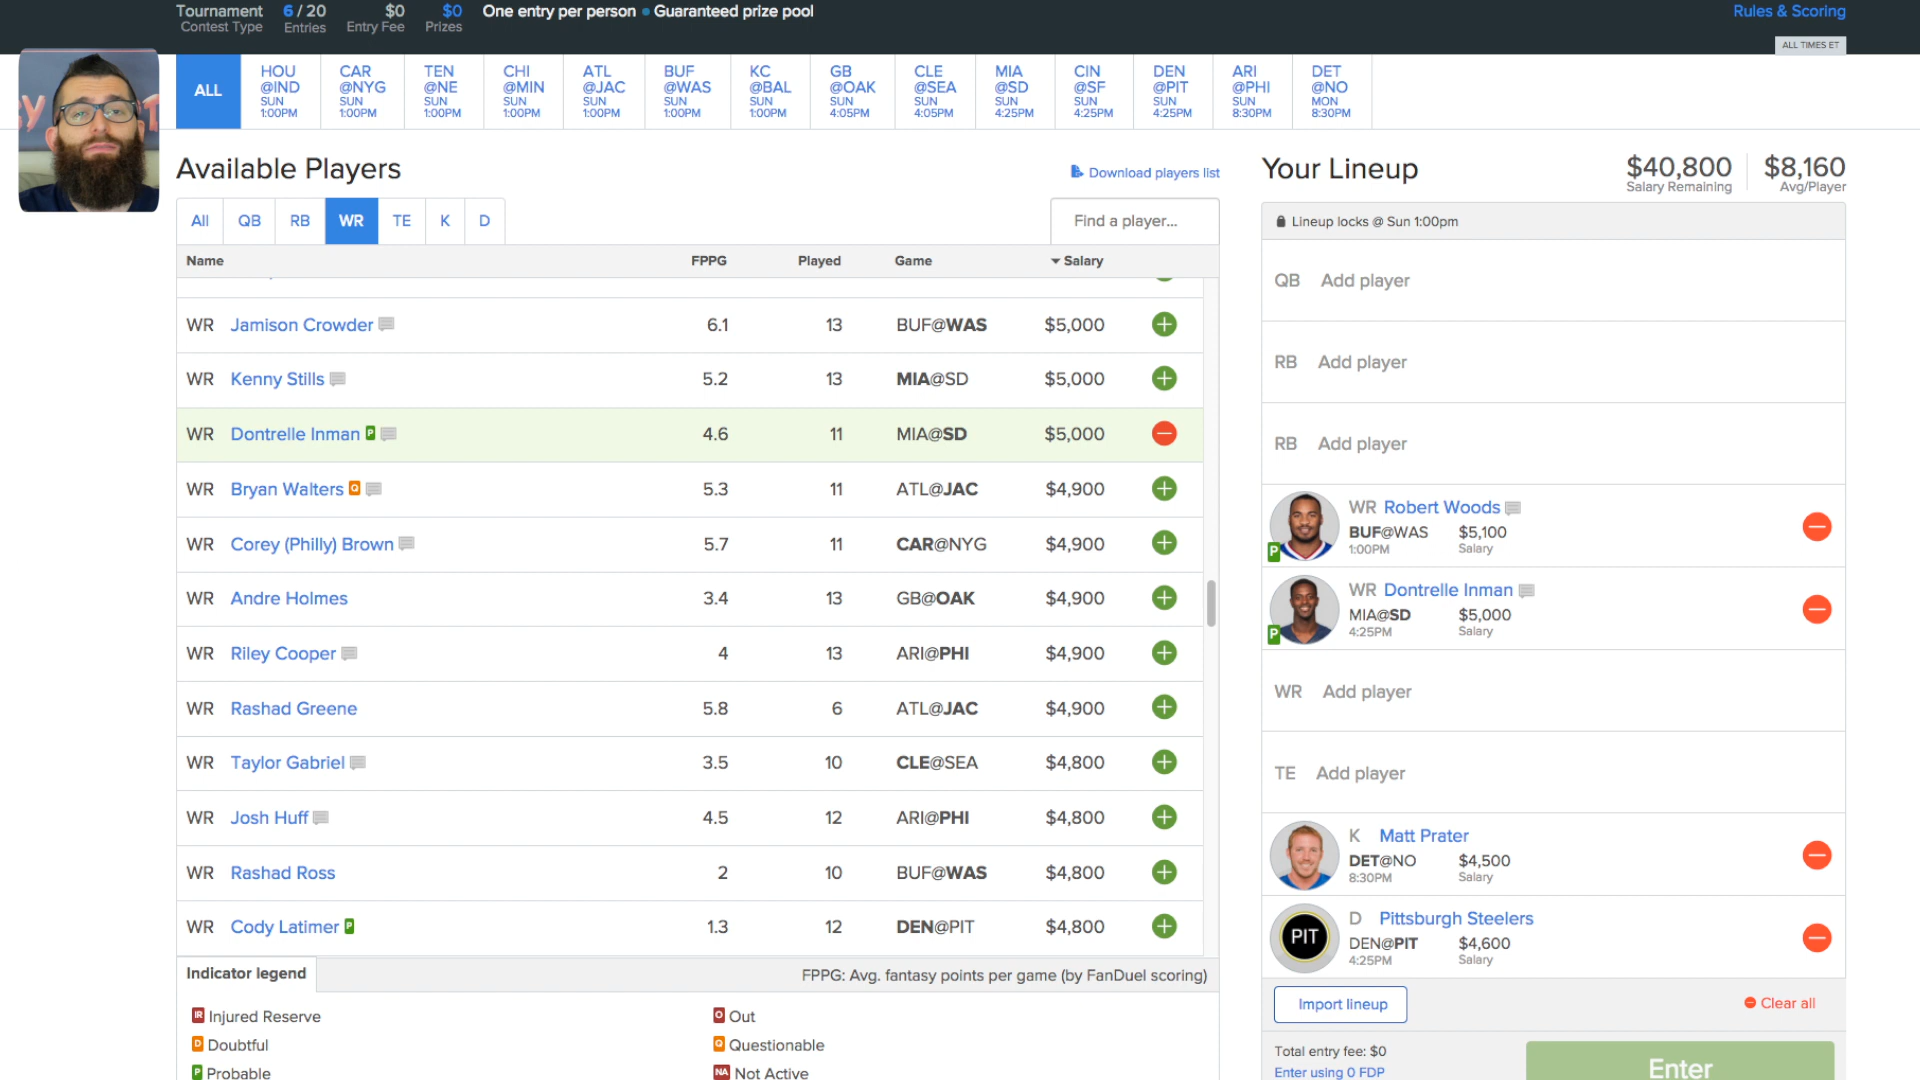 Tournament
Contest Type
6 / 20
Entries
$0
Entry Fee
$0
Prizes
One entry per person • Guaranteed prize pool
Rules & Scoring
ALL TIMES ET
ALL
HOU
@IND
SUN
1:00PM
CAR
@NYG
SUN
1:00PM
TEN
@NE
SUN
1:00PM
CHI
@MIN
SUN
1:00PM
ATL
@JAC
SUN
1:00PM
BUF
@WAS
SUN
1:00PM
KC
@BAL
SUN
1:00PM
GB
@OAK
SUN
4:05PM
CLE
@SEA
SUN
4:05PM
MIA
@SD
SUN
4:25PM
CIN
@SF
SUN
4:25PM
DEN
@PIT
SUN
4:25PM
ARI
@PHI
SUN
8:30PM
DET
@NO
MON
8:30PM
Available Players
Download players list
All QB RB WR TE K D
Find a player...
Name FPPG Played Game Salary
WR Jamison Crowder 6.1 13 BUF@WAS $5,000
WR Kenny Stills 5.2 13 MIA@SD $5,000
WR Dontrelle Inman P 4.6 11 MIA@SD $5,000
WR Bryan Walters Q 5.3 11 ATL@JAC $4,900
WR Corey (Philly) Brown 5.7 11 CAR@NYG $4,900
WR Andre Holmes 3.4 13 GB@OAK $4,900
WR Riley Cooper 4 13 ARI@PHI $4,900
WR Rashad Greene 5.8 6 ATL@JAC $4,900
WR Taylor Gabriel 3.5 10 CLE@SEA $4,800
WR Josh Huff 4.5 12 ARI@PHI $4,800
WR Rashad Ross 2 10 BUF@WAS $4,800
WR Cody Latimer P 1.3 12 DEN@PIT $4,800
Indicator legend
FPPG: Avg. fantasy points per game (by FanDuel scoring)
IR Injured Reserve
O Out
D Doubtful
Q Questionable
P Probable
NA Not Active
Your Lineup
$40,800
Salary Remaining
$8,160
Avg/Player
Lineup locks @ Sun 1:00pm
QB Add player
RB Add player
RB Add player
P
WR Robert Woods
BUF@WAS $5,100
1:00PM Salary
P
WR Dontrelle Inman
MIA@SD $5,000
4:25PM Salary
WR Add player
TE Add player
K Matt Prater
DET@NO $4,500
8:30PM Salary
PIT
D Pittsburgh Steelers
DEN@PIT $4,600
4:25PM Salary
Import lineup
Clear all
Total entry fee: $0
Enter using 0 FDP
Enter